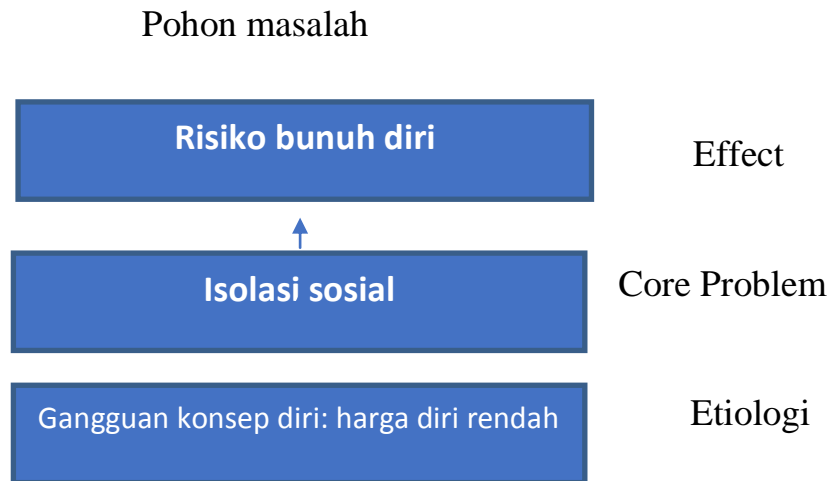 Pohon masalah
Risiko bunuh diri
Effect
Isolasi sosial
Core Problem
Gangguan konsep diri: harga diri rendah
Etiologi